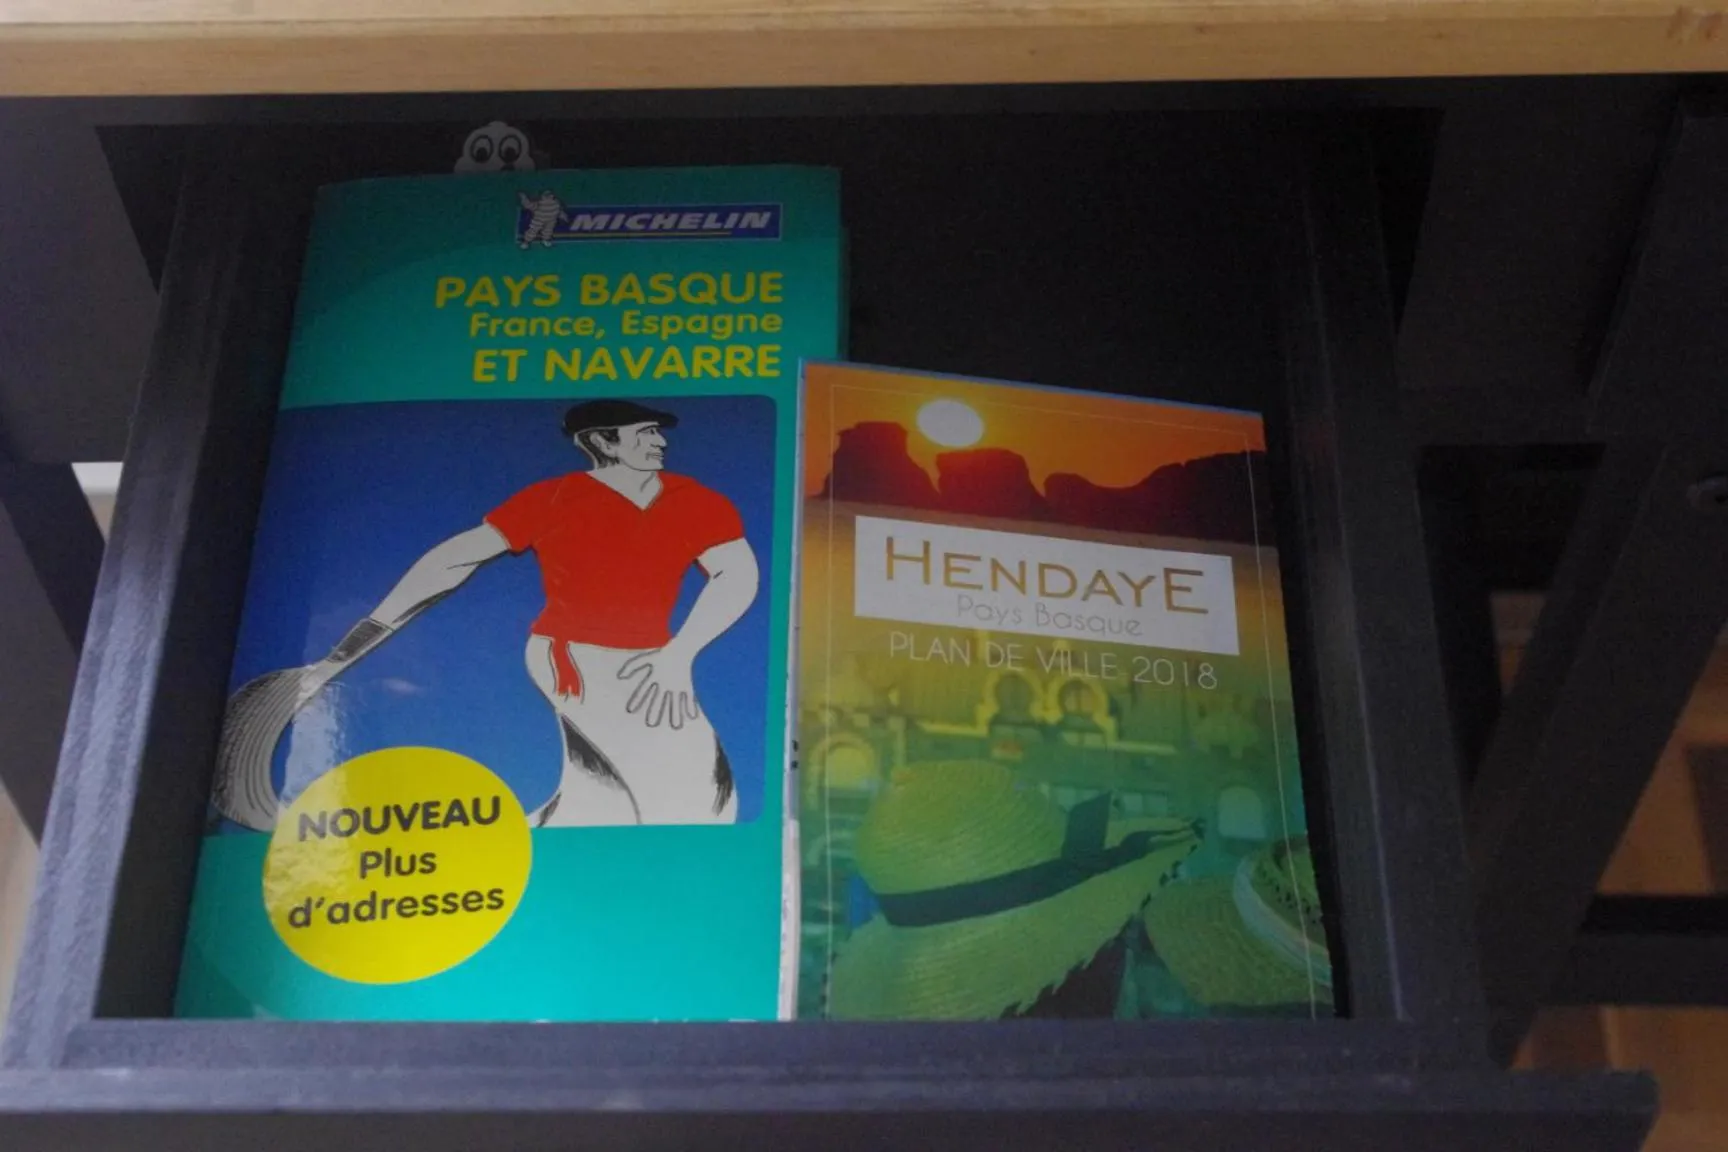 MICHELIN
PAYS BASQUE
France, Espagne
ET NAVARRE
NOUVEAU
Plus
d'adresses
HENDAYE
Pays Basque
PLAN DE VILLE 2018